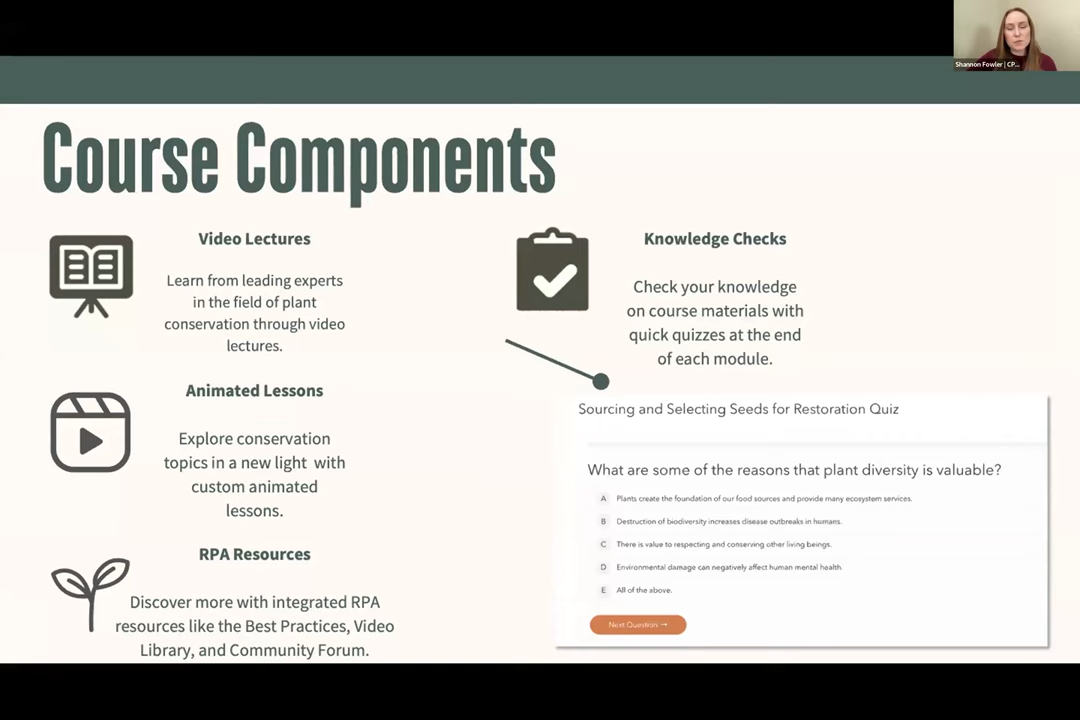 Shannon Fowler | CP...
Course Components
Video Lectures
Learn from leading experts
in the field of plant
conservation through video
lectures.
Animated Lessons
Explore conservation
topics in a new light with
custom animated
lessons.
RPA Resources
Discover more with integrated RPA
resources like the Best Practices, Video
Library, and Community Forum.
Knowledge Checks
Check your knowledge
on course materials with
quick quizzes at the end
of each module.
Sourcing and Selecting Seeds for Restoration Quiz
What are some of the reasons that plant diversity is valuable?
A Plants create the foundation of our food sources and provide many ecosystem services.
B Destruction of biodiversity increases disease outbreaks in humans.
C There is value to respecting and conserving other living beings.
D Environmental damage can negatively affect human mental health.
E All of the above.
Next Question →